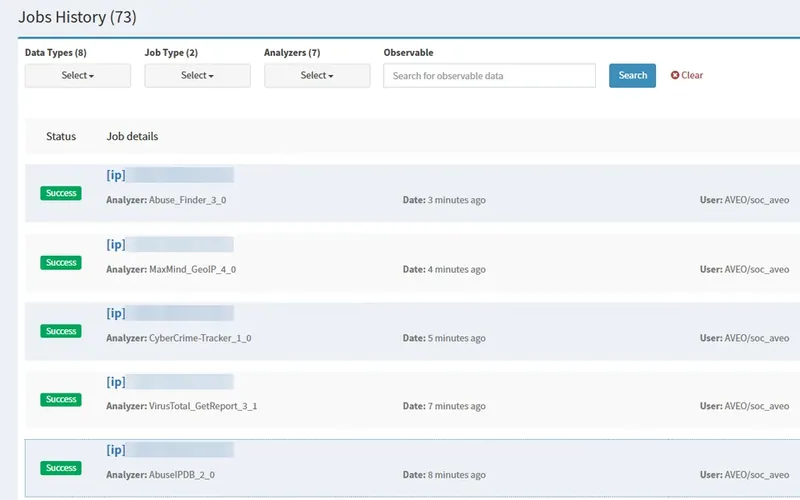 Jobs History (73)
Data Types (8) Job Type (2) Analyzers (7) Observable
Select Select Select Search for observable data Search Clear
Status Job details
[ip]
Success
Analyzer: Abuse_Finder_3_0 Date: 3 minutes ago User: AVEO/soc_aveo
[ip]
Success
Analyzer: MaxMind_GeoIP_4_0 Date: 4 minutes ago User: AVEO/soc_aveo
[ip]
Success
Analyzer: CyberCrime-Tracker_1_0 Date: 5 minutes ago User: AVEO/soc_aveo
[ip]
Success
Analyzer: VirusTotal_GetReport_3_1 Date: 7 minutes ago User: AVEO/soc_aveo
[ip]
Success
Analyzer: AbuseIPDB_2_0 Date: 8 minutes ago User: AVEO/soc_aveo